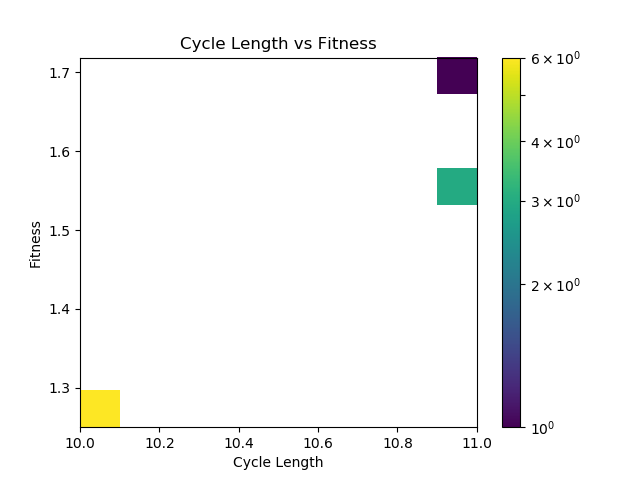 Cycle Length vs Fitness
1.7
1.6
1.5
1.4
1.3
Fitness
10.0 10.2 10.4 10.6 10.8 11.0
Cycle Length
6 × 10⁰
4 × 10⁰
3 × 10⁰
2 × 10⁰
10⁰